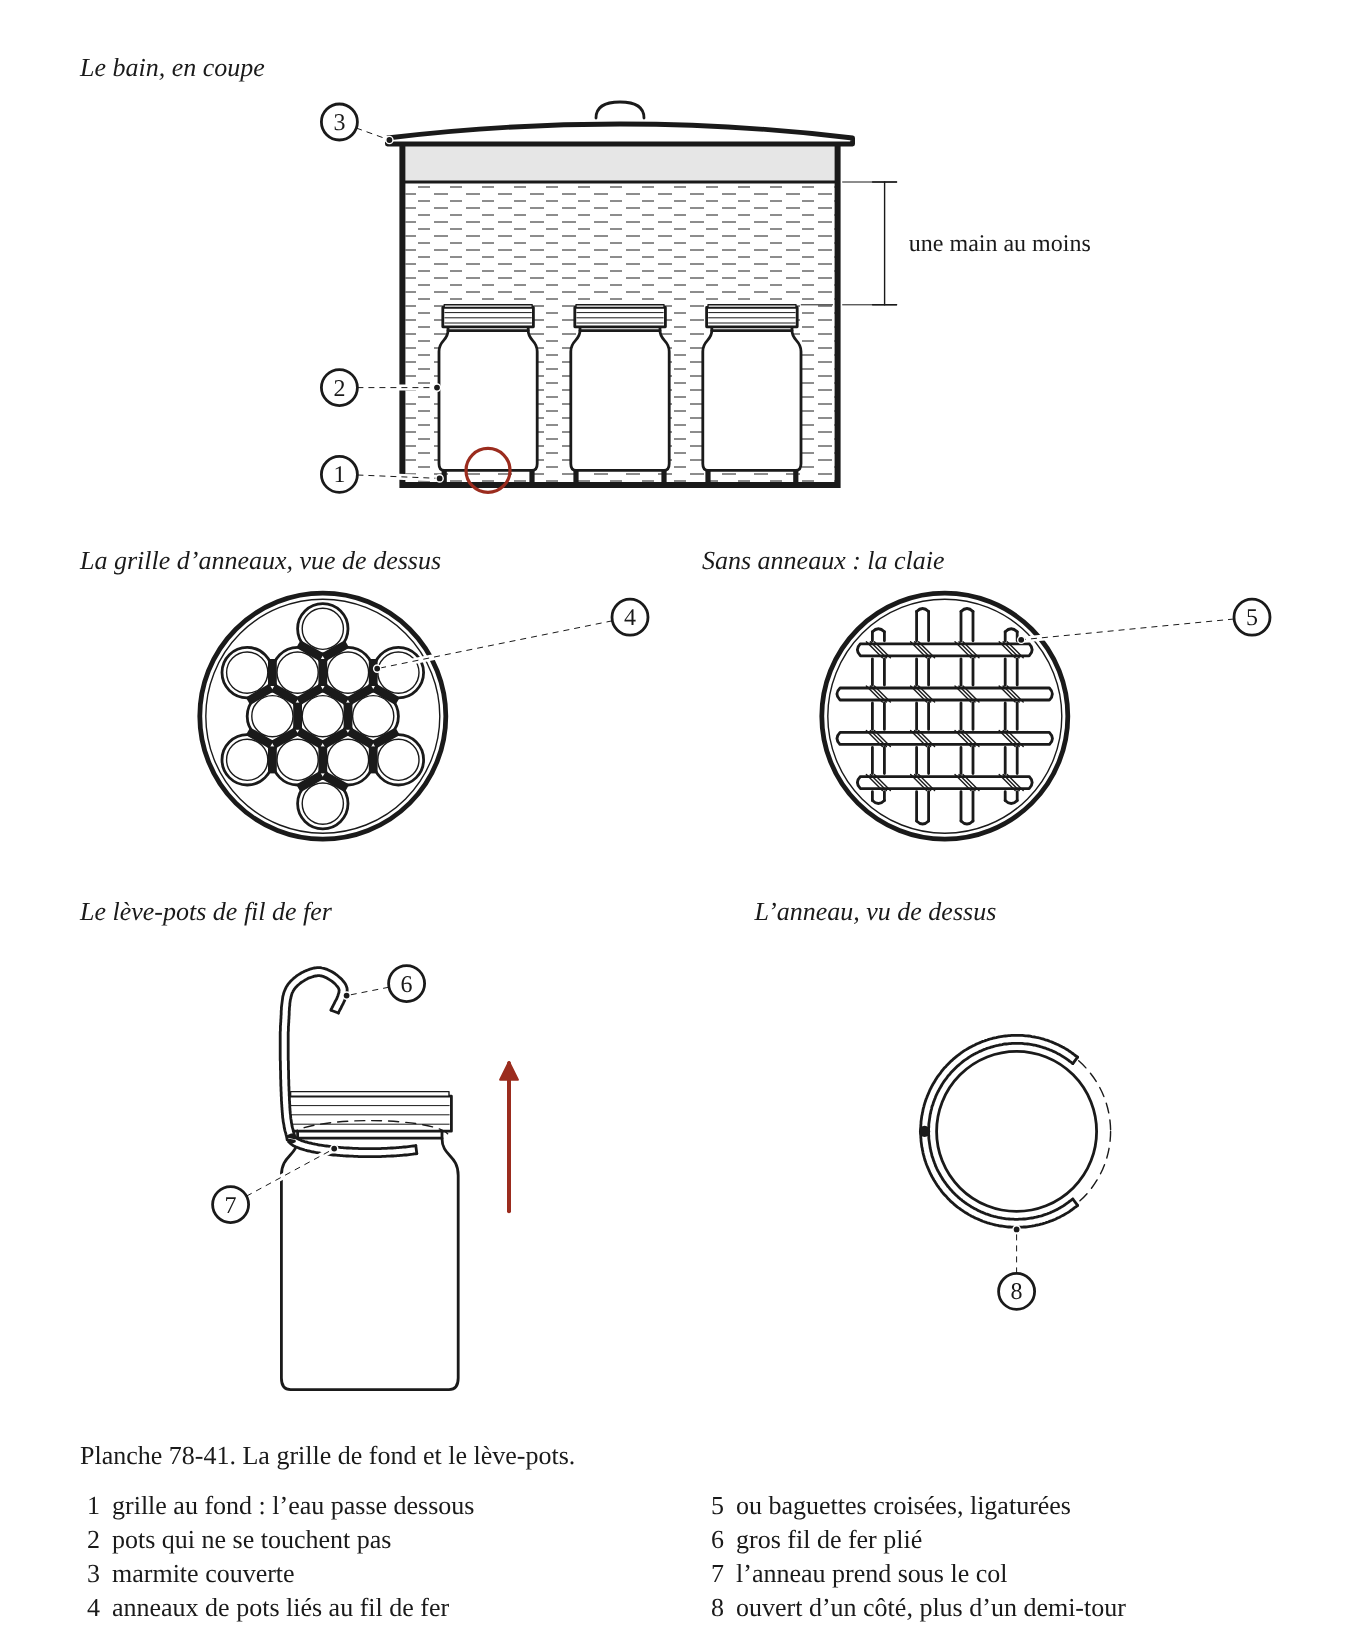 Le bain, en coupe
3
une main au moins
2
1
La grille d’anneaux, vue de dessus
Sans anneaux : la claie
4
5
Le lève-pots de fil de fer
L’anneau, vu de dessus
6
7
8
Planche 78-41. La grille de fond et le lève-pots.
1 grille au fond : l’eau passe dessous
2 pots qui ne se touchent pas
3 marmite couverte
4 anneaux de pots liés au fil de fer
5 ou baguettes croisées, ligaturées
6 gros fil de fer plié
7 l’anneau prend sous le col
8 ouvert d’un côté, plus d’un demi-tour